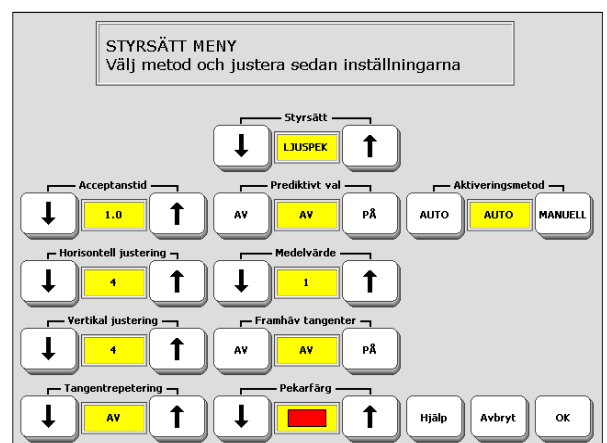 STYRSÄTT MENY
Välj metod och justera sedan inställningarna
Styrsätt
LJUSPEK
Acceptanstid Prediktivt val Aktiveringsmetod
1.0 AV AV PÅ AUTO AUTO MANUELL
Horisontell justering Medelvärde
4 1
Vertikal justering Framhäv tangenter
4 AV AV PÅ
Tangentrepetering Pekarfärg
AV Hjälp Avbryt OK